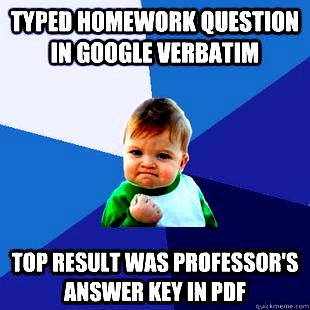 TYPED HOMEWORK QUESTION
IN GOOGLE VERBATIM
TOP RESULT WAS PROFESSOR'S
ANSWER KEY IN PDF
quickmeme.com